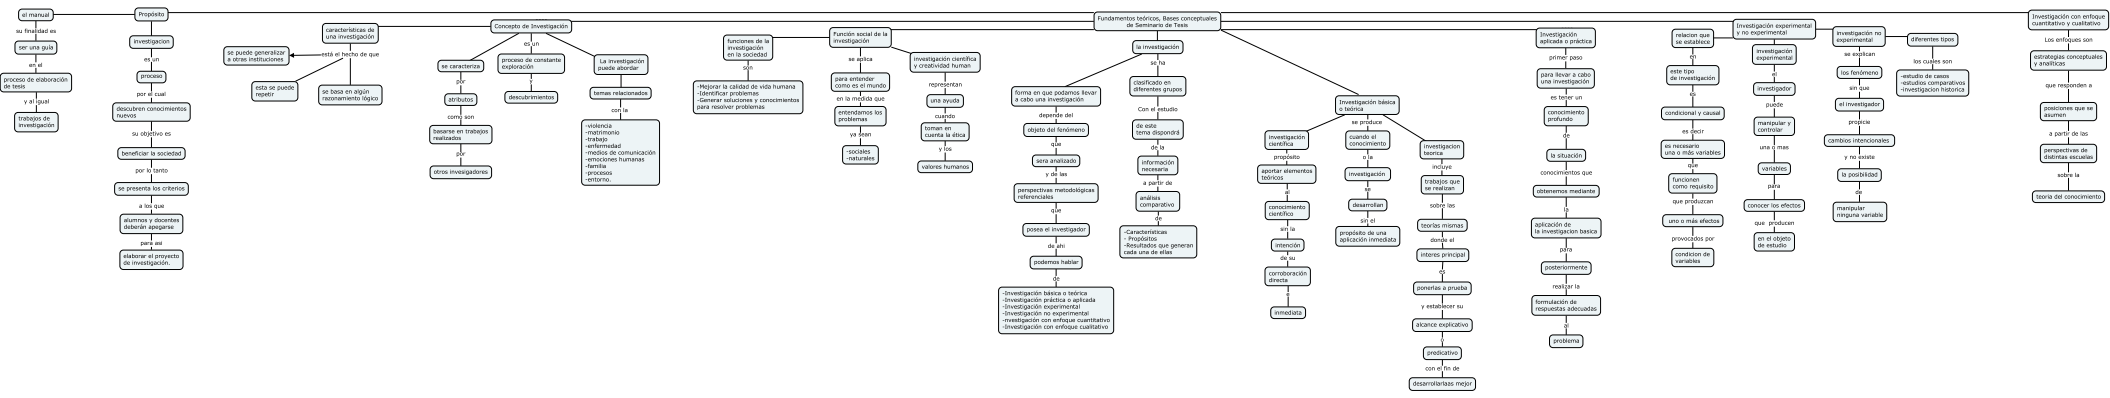 el manual
su finalidad es
ser una guía
en el
proceso de elaboración
de tesis
y al igual
trabajos de
investigación
Propósito
investigacion
es un
proceso
por el cual
descubren conocimientos
nuevos
su objetivo es
beneficiar la sociedad
por lo tanto
se presenta los criterios
a los que
alumnos y docentes
deberán apegarse
para asi
elaborar el proyecto
de investigación.
características de
una investigación
está el hecho de que
se puede generalizar
a otras instituciones
esta se puede
repetir
se basa en algún
razonamiento lógico
Concepto de Investigación
se caracteriza
por
atributos
como son
basarse en trabajos
realizados
por
otros invesigadores
es un
proceso de constante
exploración
y
descubrimientos
La investigación
puede abordar
temas relacionados
con la
-violencia
-matrimonio
-trabajo
-enfermedad
-medios de comunicación
-emociones humanas
-familia
-procesos
-entorno.
funciones de la
investigación
en la sociedad
son
-Mejorar la calidad de vida humana
-Identificar problemas
-Generar soluciones y conocimientos
para resolver problemas
Función social de la
investigación
se aplica
para entender
como es el mundo
en la medida que
entendamos los
problemas
ya sean
-sociales
-naturales
investigación científica
y creatividad human
representan
una ayuda
cuando
toman en
cuenta la ética
y los
valores humanos
Fundamentos teóricos, Bases conceptuales
de Seminario de Tesis
la investigación
se ha
forma en que podamos llevar
a cabo una investigación
depende del
objeto del fenómeno
que
sera analizado
y de las
perspectivas metodológicas
referenciales
que
posea el investigador
de ahi
podemos hablar
de
-Investigación básica o teórica
-Investigación práctica o aplicada
-Investigación experimental
-Investigación no experimental
-nvestigación con enfoque cuantitativo
-Investigación con enfoque cualitativo
clasificado en
diferentes grupos
Con el estudio
de este
tema dispondrá
de la
información
necesaria
a partir de
análisis
comparativo
de
-Características
- Propósitos
-Resultados que generan
cada una de ellas
Investigación básica
o teórica
se produce
investigación
científica
propósito
aportar elementos
teóricos
al
conocimiento
científico
sin la
intención
de su
corroboración
directa
e
inmediata
cuando el
conocimiento
o la
investigación
se
desarrollan
sin el
propósito de una
aplicación inmediata
investigacion
teorica
incluye
trabajos que
se realizan
sobre las
teorías mismas
donde el
interes principal
es
ponerlas a prueba
y establecer su
alcance explicativo
o
predicativo
con el fin de
desarrollarlaas mejor
Investigación
aplicada o práctica
primer paso
para llevar a cabo
una investigación
es tener un
conocimiento
profundo
de
la situación
conocimientos que
obtenemos mediante
la
aplicación de
la investigacion basica
para
posteriormente
realizar la
formulación de
respuestas adecuadas
al
problema
Investigación experimental
y no experimental
relacion que
se establece
en
este tipo
de investigación
es
condicional y causal
es decir
es necesario
una o más variables
que
funcionen
como requisito
que produzcan
uno o más efectos
provocados por
condicion de
variables
investigación
experimental
el
investigador
puede
manipular y
controlar
una o mas
variables
para
conocer los efectos
que producen
en el objeto
de estudio
investigación no
experimental
se explican
los fenómeno
sin que
el investigador
propicie
cambios intencionales
y no existe
la posibilidad
de
manipular
ninguna variable
diferentes tipos
los cuales son
-estudio de casos
-estudios comparativos
-investigacion historica
Investigación con enfoque
cuantitativo y cualitativo
Los enfoques son
estrategias conceptuales
y analíticas
que responden a
posiciones que se
asumen
a partir de las
perspectivas de
distintas escuelas
sobre la
teoria del conocimiento